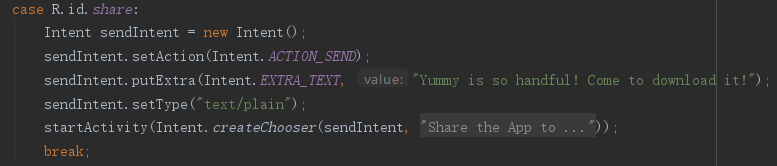 case R.id.share:
Intent sendIntent = new Intent();
sendIntent.setAction(Intent.ACTION_SEND);
sendIntent.putExtra(Intent.EXTRA_TEXT, value: "Yummy is so handful! Come to download it!");
sendIntent.setType("text/plain");
startActivity(Intent.createChooser(sendIntent, "Share the App to ..."));
break;